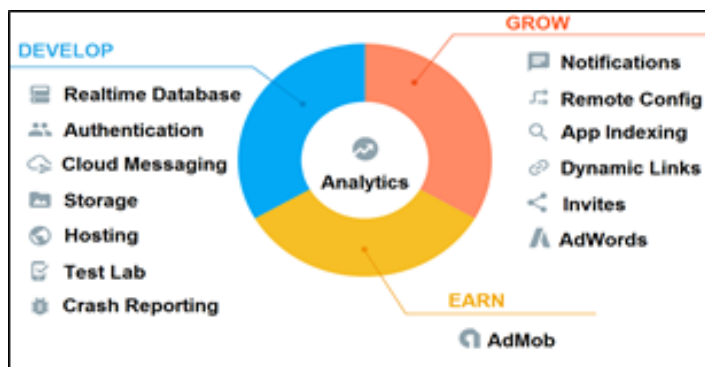 DEVELOP
Realtime Database
Authentication
Cloud Messaging
Storage
Hosting
Test Lab
Crash Reporting
Analytics
GROW
Notifications
Remote Config
App Indexing
Dynamic Links
Invites
AdWords
EARN
AdMob